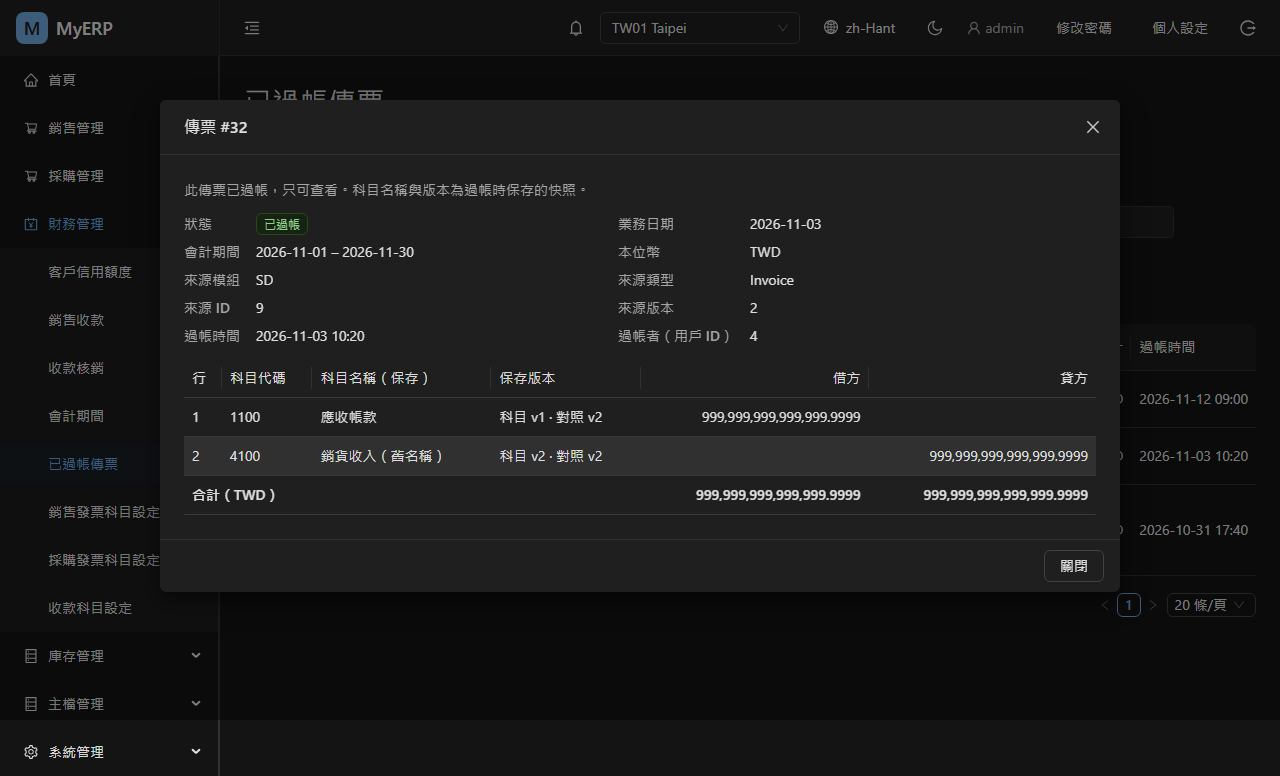 M MyERP
TW01 Taipei
zh-Hant
admin
修改密碼
個人設定
首頁
銷售管理
採購管理
財務管理
客戶信用額度
銷售收款
收款核銷
會計期間
已過帳傳票
銷售發票科目設定
採購發票科目設定
收款科目設定
庫存管理
主檔管理
系統管理
已過帳傳票
傳票 #32
此傳票已過帳，只可查看。科目名稱與版本為過帳時保存的快照。
狀態 已過帳 業務日期 2026-11-03
會計期間 2026-11-01 – 2026-11-30 本位幣 TWD
來源模組 SD 來源類型 Invoice
來源 ID 9 來源版本 2
過帳時間 2026-11-03 10:20 過帳者（用戶 ID） 4
行 科目代碼 科目名稱（保存） 保存版本 借方 貸方
1 1100 應收帳款 科目 v1 · 對照 v2 999,999,999,999,999.9999
2 4100 銷貨收入（舊名稱） 科目 v2 · 對照 v2 999,999,999,999,999.9999
合計（TWD） 999,999,999,999,999.9999 999,999,999,999,999.9999
關閉
過帳時間
2026-11-12 09:00
2026-11-03 10:20
2026-10-31 17:40
1 20 條/頁